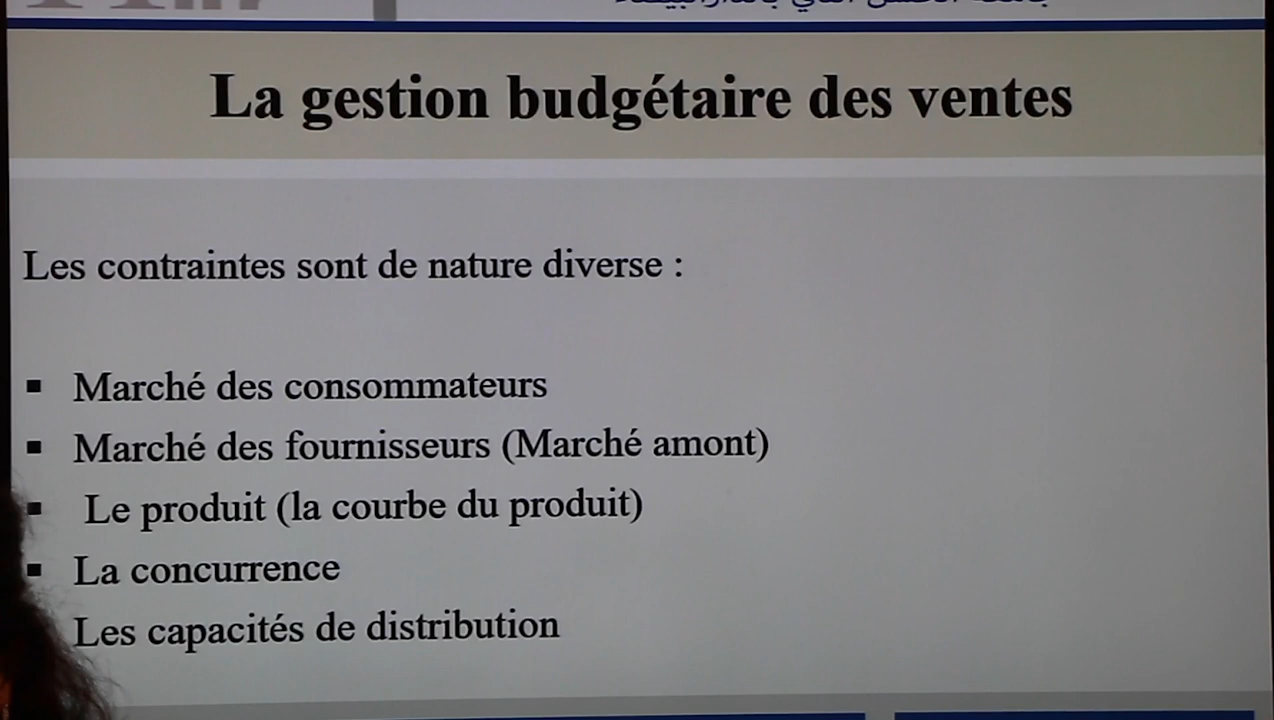 La gestion budgétaire des ventes
Les contraintes sont de nature diverse :
▪ Marché des consommateurs
▪ Marché des fournisseurs (Marché amont)
▪ Le produit (la courbe du produit)
▪ La concurrence
Les capacités de distribution